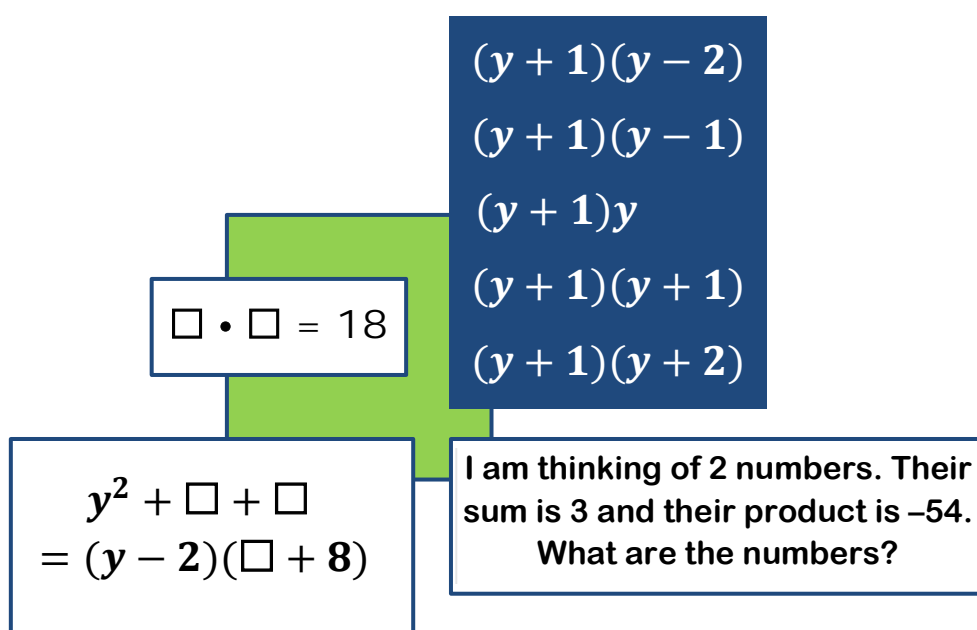 (y + 1)(y − 2)
(y + 1)(y − 1)
(y + 1)y
(y + 1)(y + 1)
(y + 1)(y + 2)
□ • □ = 18
y² + □ + □
= (y − 2)(□ + 8)
I am thinking of 2 numbers. Their
sum is 3 and their product is –54.
What are the numbers?